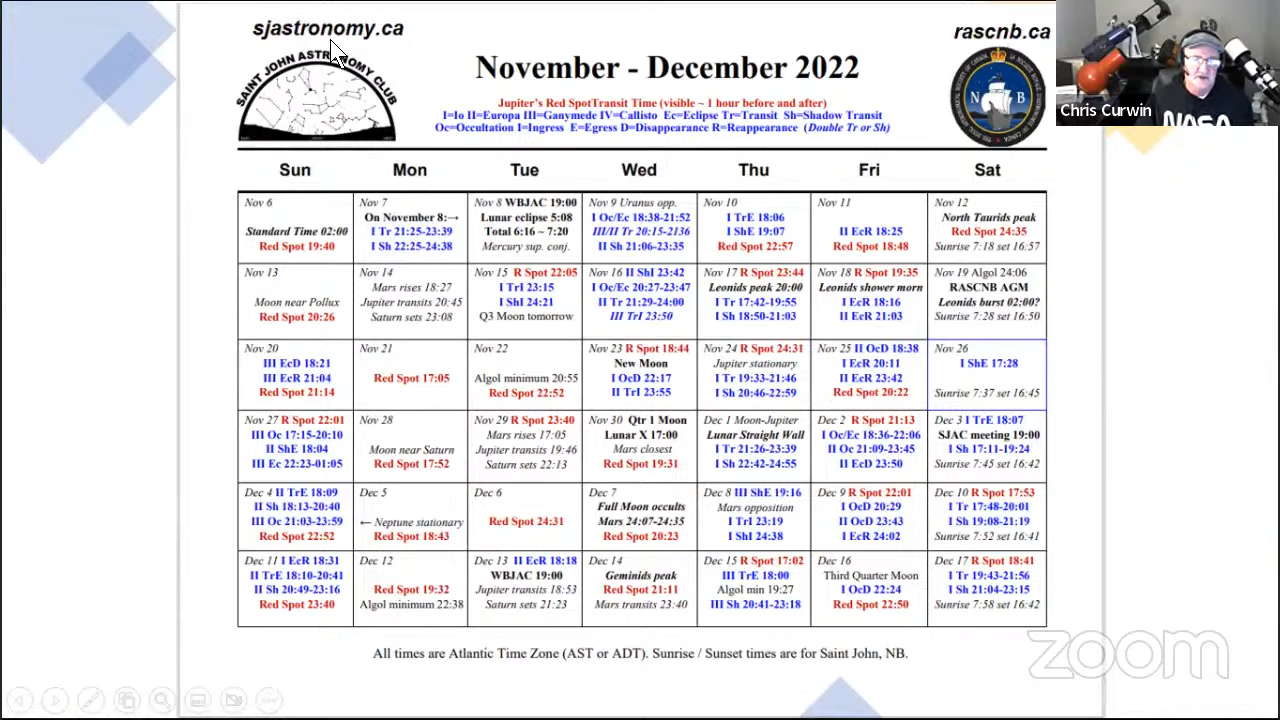 sjastronomy.ca
rascnb.ca
SAINT JOHN ASTRONOMY CLUB
November - December 2022
N B
Chris Curwin
NASA
Jupiter's Red SpotTransit Time (visible ~ 1 hour before and after)
I=Io II=Europa III=Ganymede IV=Callisto Ec=Eclipse Tr=Transit Sh=Shadow Transit
Oc=Occultation I=Ingress E=Egress D=Disappearance R=Reappearance (Double Tr or Sh)
Sun Mon Tue Wed Thu Fri Sat
Nov 6
Standard Time 02:00
Red Spot 19:40
Nov 7
On November 8:→
I Tr 21:25-23:39
I Sh 22:25-24:38
Nov 8 WBJAC 19:00
Lunar eclipse 5:08
Total 6:16 ~ 7:20
Mercury sup. conj.
Nov 9 Uranus opp.
I Oc/Ec 18:38-21:52
III/II Tr 20:15-2136
II Sh 21:06-23:35
Nov 10
I TrE 18:06
I ShE 19:07
Red Spot 22:57
Nov 11
II EcR 18:25
Red Spot 18:48
Nov 12
North Taurids peak
Red Spot 24:35
Sunrise 7:18 set 16:57
Nov 13
Moon near Pollux
Red Spot 20:26
Nov 14
Mars rises 18:27
Jupiter transits 20:45
Saturn sets 23:08
Nov 15 R Spot 22:05
I TrI 23:15
I ShI 24:21
Q3 Moon tomorrow
Nov 16 II ShI 23:42
I Oc/Ec 20:27-23:47
II Tr 21:29-24:00
III TrI 23:50
Nov 17 R Spot 23:44
Leonids peak 20:00
I Tr 17:42-19:55
I Sh 18:50-21:03
Nov 18 R Spot 19:35
Leonids shower morn
I EcR 18:16
II EcR 21:03
Nov 19 Algol 24:06
RASCNB AGM
Leonids burst 02:00?
Sunrise 7:28 set 16:50
Nov 20
III EcD 18:21
III EcR 21:04
Red Spot 21:14
Nov 21
Red Spot 17:05
Nov 22
Algol minimum 20:55
Red Spot 22:52
Nov 23 R Spot 18:44
New Moon
I OcD 22:17
II TrI 23:55
Nov 24 R Spot 24:31
Jupiter stationary
I Tr 19:33-21:46
I Sh 20:46-22:59
Nov 25 II OcD 18:38
I EcR 20:11
II EcR 23:42
Red Spot 20:22
Nov 26
I ShE 17:28
Sunrise 7:37 set 16:45
Nov 27 R Spot 22:01
III Oc 17:15-20:10
II ShE 18:04
III Ec 22:23-01:05
Nov 28
Moon near Saturn
Red Spot 17:52
Nov 29 R Spot 23:40
Mars rises 17:05
Jupiter transits 19:46
Saturn sets 22:13
Nov 30 Qtr 1 Moon
Lunar X 17:00
Mars closest
Red Spot 19:31
Dec 1 Moon-Jupiter
Lunar Straight Wall
I Tr 21:26-23:39
I Sh 22:42-24:55
Dec 2 R Spot 21:13
I Oc/Ec 18:36-22:06
II Oc 21:09-23:45
II EcD 23:50
Dec 3 I TrE 18:07
SJAC meeting 19:00
I Sh 17:11-19:24
Sunrise 7:45 set 16:42
Dec 4 II TrE 18:09
II Sh 18:13-20:40
III Oc 21:03-23:59
Red Spot 22:52
Dec 5
← Neptune stationary
Red Spot 18:43
Dec 6
Red Spot 24:31
Dec 7
Full Moon occults
Mars 24:07-24:35
Red Spot 20:23
Dec 8 III ShE 19:16
Mars opposition
I TrI 23:19
I ShI 24:38
Dec 9 R Spot 22:01
I OcD 20:29
II OcD 23:43
I EcR 24:02
Dec 10 R Spot 17:53
I Tr 17:48-20:01
I Sh 19:08-21:19
Sunrise 7:52 set 16:41
Dec 11 I EcR 18:31
II TrE 18:10-20:41
II Sh 20:49-23:16
Red Spot 23:40
Dec 12
Red Spot 19:32
Algol minimum 22:38
Dec 13 II EcR 18:18
WBJAC 19:00
Jupiter transits 18:53
Saturn sets 21:23
Dec 14
Geminids peak
Red Spot 21:11
Mars transits 23:40
Dec 15 R Spot 17:02
III TrE 18:00
Algol min 19:27
III Sh 20:41-23:18
Dec 16
Third Quarter Moon
I OcD 22:24
Red Spot 22:50
Dec 17 R Spot 18:41
I Tr 19:43-21:56
I Sh 21:04-23:15
Sunrise 7:58 set 16:42
All times are Atlantic Time Zone (AST or ADT). Sunrise / Sunset times are for Saint John, NB.
zoom